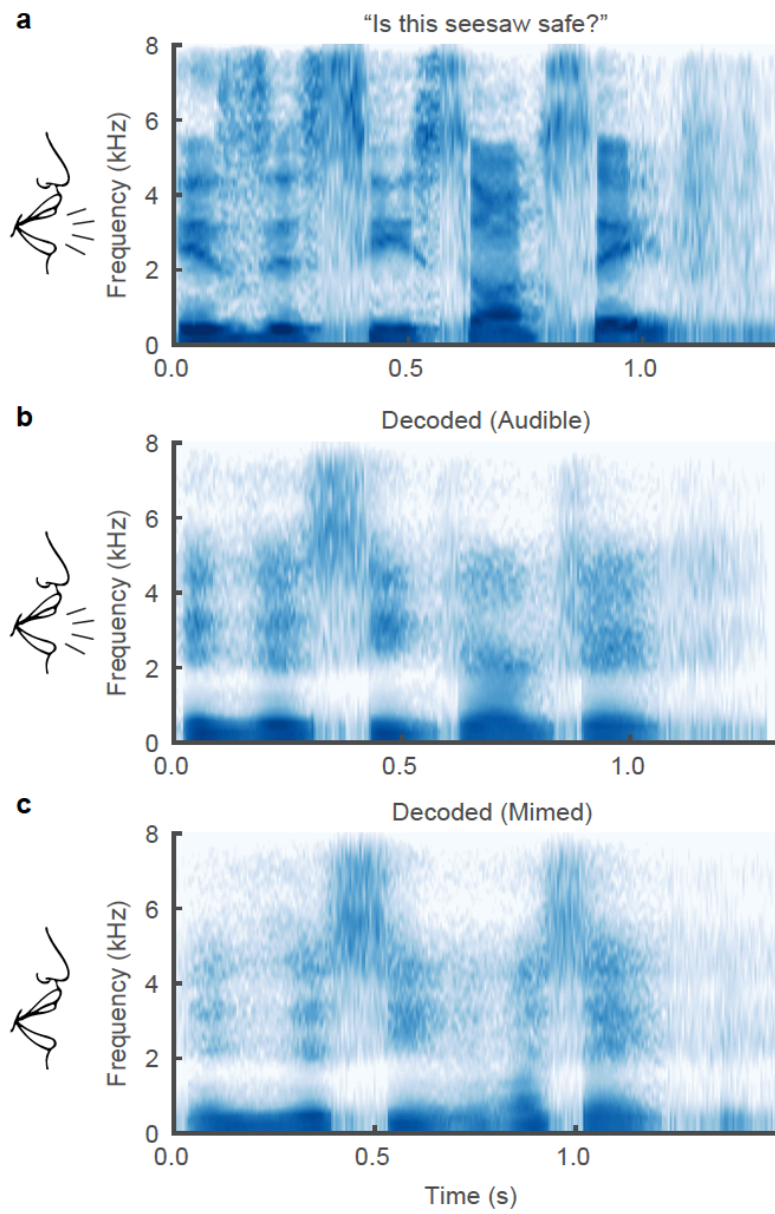 a
"Is this seesaw safe?"
8
6
4
2
0
Frequency (kHz)
0.0 0.5 1.0
b
Decoded (Audible)
8
6
4
2
0
Frequency (kHz)
0.0 0.5 1.0
c
Decoded (Mimed)
8
6
4
2
0
Frequency (kHz)
0.0 0.5 1.0
Time (s)